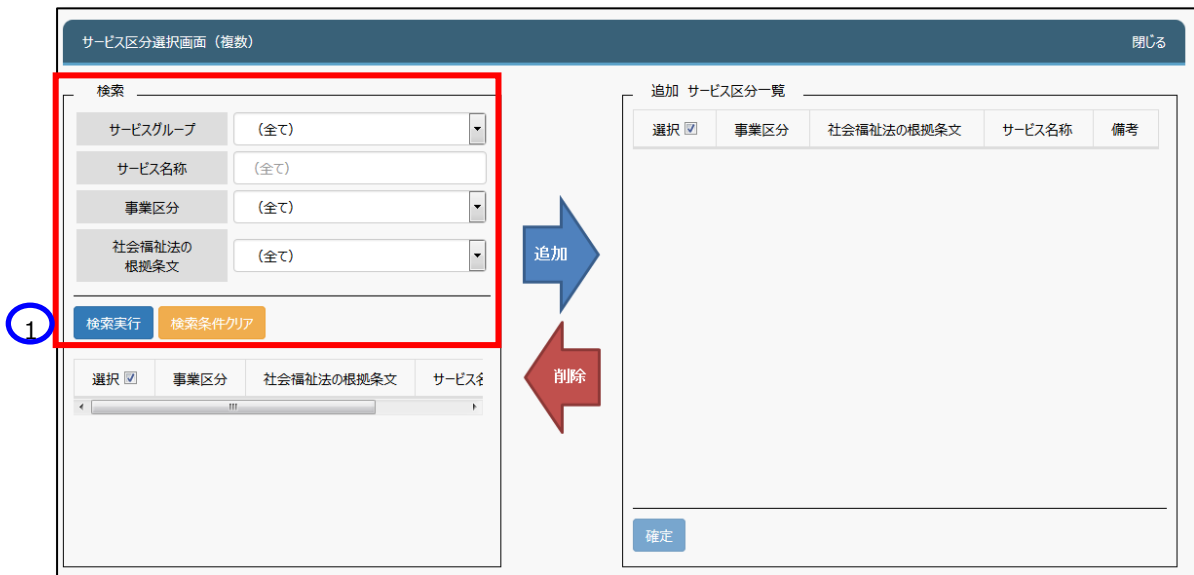 サービス区分選択画面（複数）
閉じる
検索
サービスグループ
（全て）
サービス名称
（全て）
事業区分
（全て）
社会福祉法の
根拠条文
（全て）
1
検索実行
検索条件クリア
選択
事業区分
社会福祉法の根拠条文
サービス名
追加
削除
追加 サービス区分一覧
選択
事業区分
社会福祉法の根拠条文
サービス名称
備考
確定